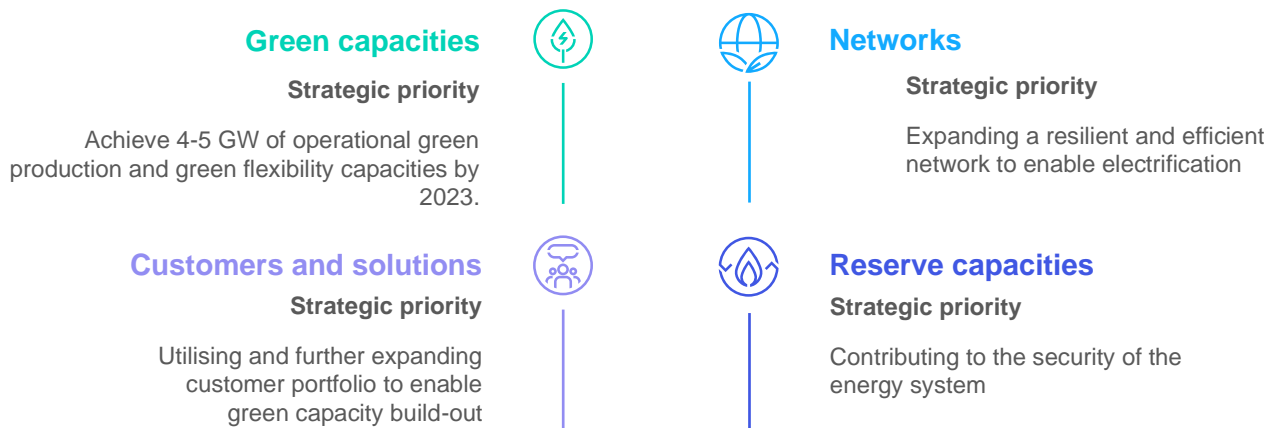 Green capacities
Strategic priority
Achieve 4-5 GW of operational green
production and green flexibility capacities by
2023.
Networks
Strategic priority
Expanding a resilient and efficient
network to enable electrification
Customers and solutions
Strategic priority
Utilising and further expanding
customer portfolio to enable
green capacity build-out
Reserve capacities
Strategic priority
Contributing to the security of the
energy system